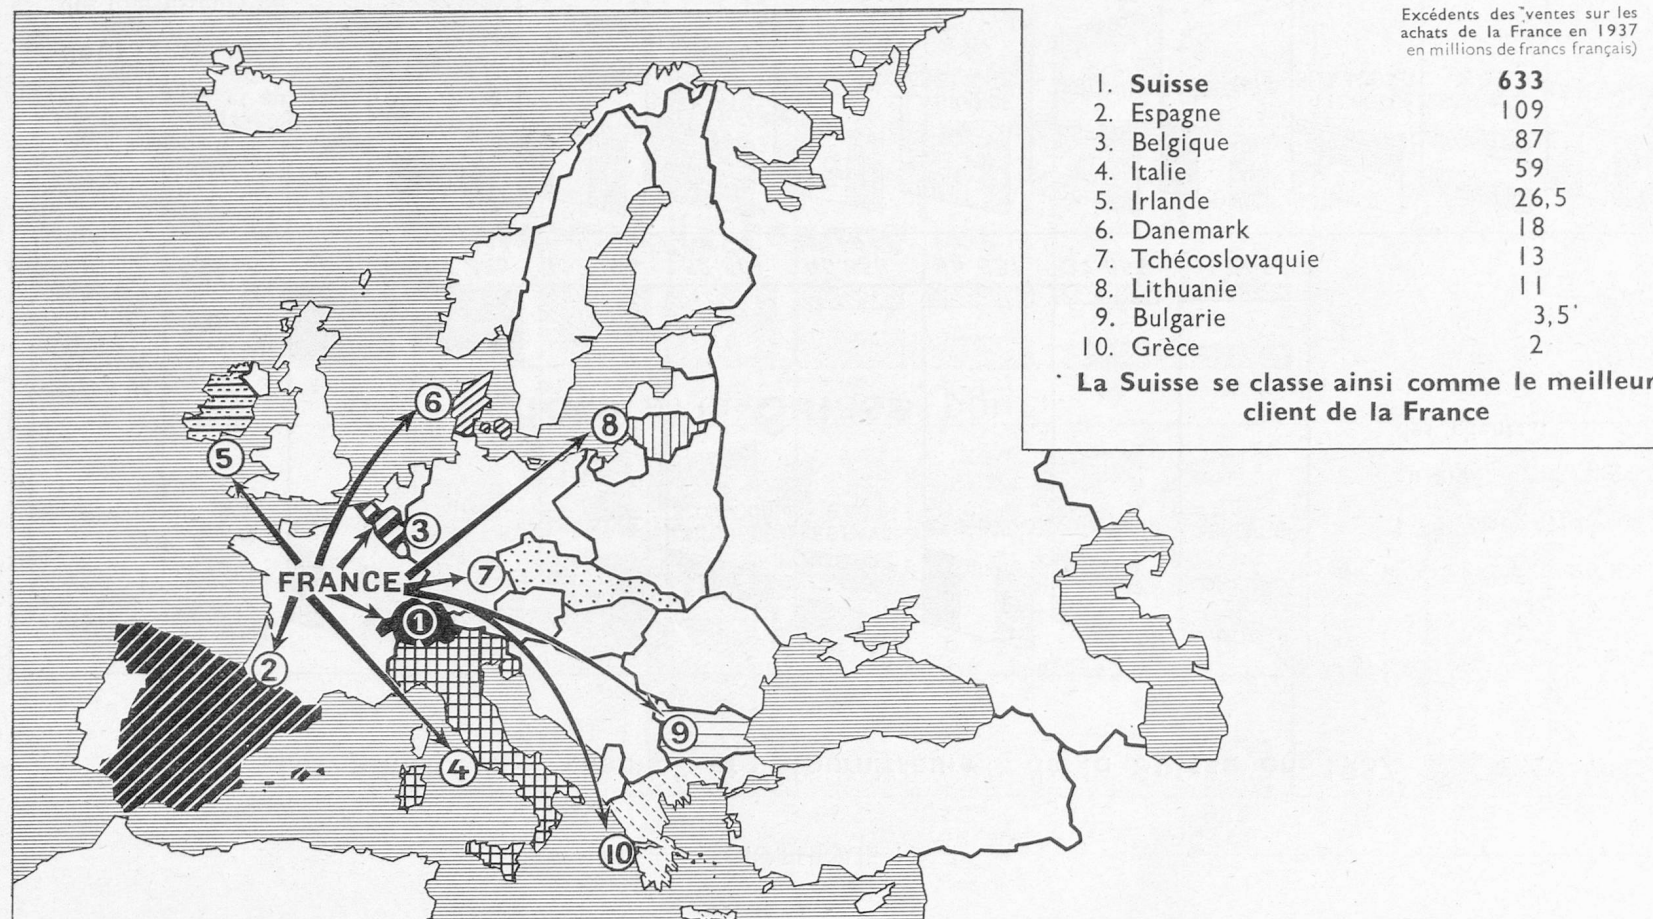 Excédents des ventes sur les
achats de la France en 1937
en millions de francs français)
1. Suisse 633
2. Espagne 109
3. Belgique 87
4. Italie 59
5. Irlande 26,5
6. Danemark 18
7. Tchécoslovaquie 13
8. Lithuanie 11
9. Bulgarie 3,5
10. Grèce 2
La Suisse se classe ainsi comme le meilleur
client de la France
6
8
5
3
FRANCE
7
1
2
9
4
10